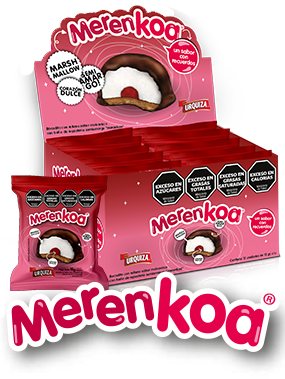 Merenkoa
MARSH
MALLOW
SEMI
AMAR
GO!
CORAZÓN
DULCE
un sabor con
recuerdos
URQUIZA
EXCESO EN
AZÚCARES
EXCESO EN
GRASAS
TOTALES
EXCESO EN
GRASAS
SATURADAS
EXCESO EN
CALORÍAS
Merenkoa
un sabor con
recuerdos
URQUIZA
Merenkoa
URQUIZA
Merenkoa®